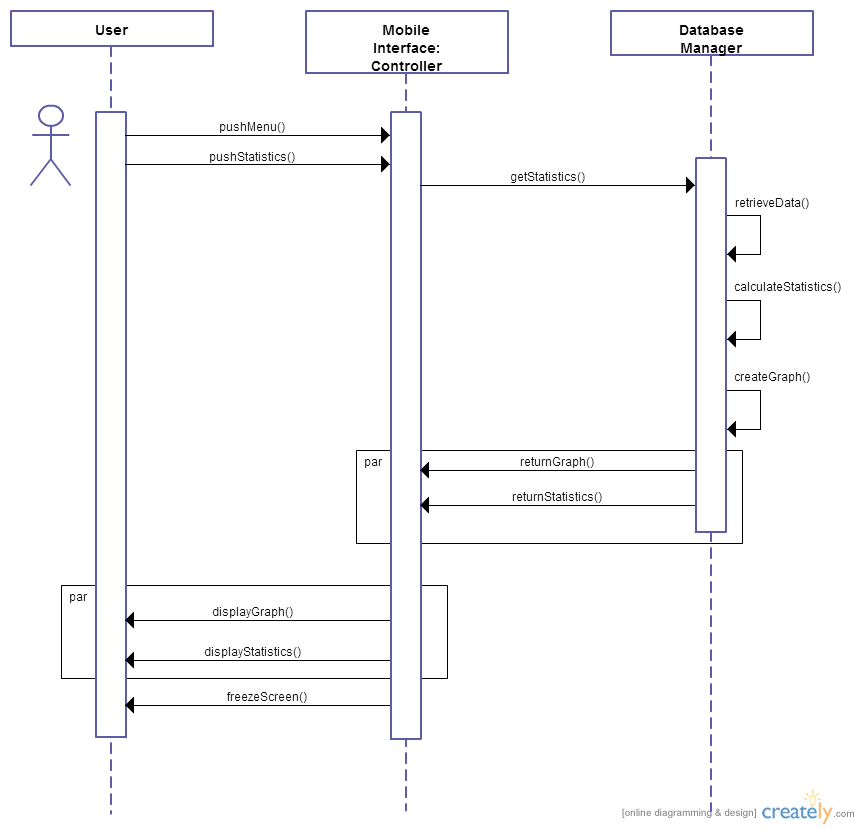 User
Mobile
Interface:
Controller
Database
Manager
pushMenu()
pushStatistics()
getStatistics()
retrieveData()
calculateStatistics()
createGraph()
par
returnGraph()
returnStatistics()
par
displayGraph()
displayStatistics()
freezeScreen()
[online diagramming & design] creately.com